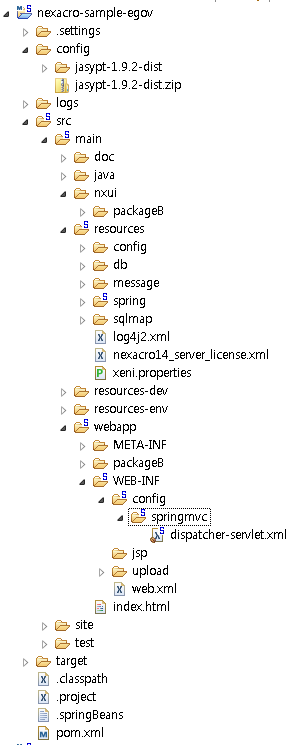 nexacro-sample-egov
.settings
config
jasypt-1.9.2-dist
jasypt-1.9.2-dist.zip
logs
src
main
doc
java
nxui
packageB
resources
config
db
message
spring
sqlmap
log4j2.xml
nexacro14_server_license.xml
xeni.properties
resources-dev
resources-env
webapp
META-INF
packageB
WEB-INF
config
springmvc
dispatcher-servlet.xml
jsp
upload
web.xml
index.html
site
test
target
.classpath
.project
.springBeans
pom.xml